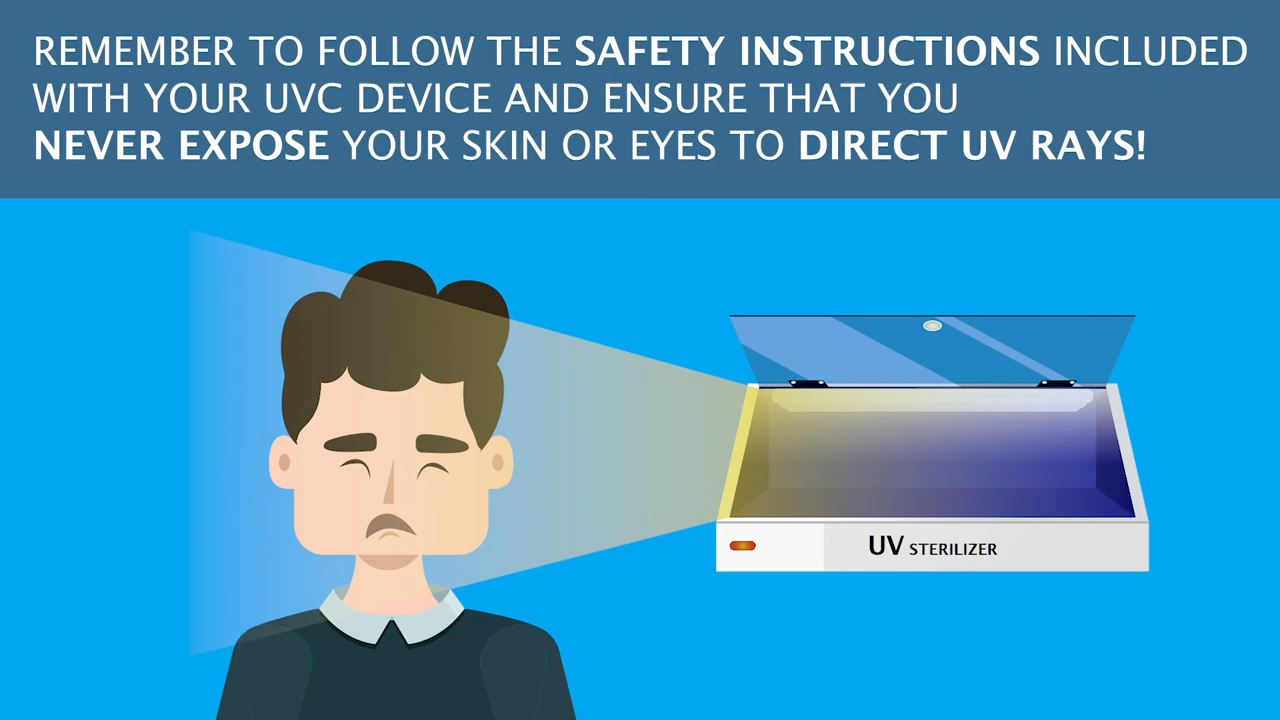 REMEMBER TO FOLLOW THE SAFETY INSTRUCTIONS INCLUDED
WITH YOUR UVC DEVICE AND ENSURE THAT YOU
NEVER EXPOSE YOUR SKIN OR EYES TO DIRECT UV RAYS!
UV STERILIZER